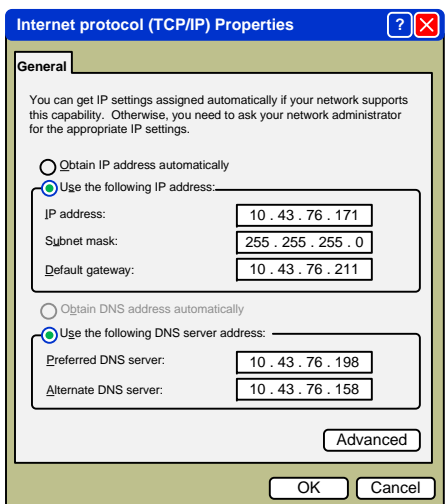 Internet protocol (TCP/IP) Properties ?
General
You can get IP settings assigned automatically if your network supports
this capability. Otherwise, you need to ask your network administrator
for the appropriate IP settings.
Obtain IP address automatically
Use the following IP address:
IP address: 10 . 43 . 76 . 171
Subnet mask: 255 . 255 . 255 . 0
Default gateway: 10 . 43 . 76 . 211
Obtain DNS address automatically
Use the following DNS server address:
Preferred DNS server: 10 . 43 . 76 . 198
Alternate DNS server: 10 . 43 . 76 . 158
Advanced
OK Cancel